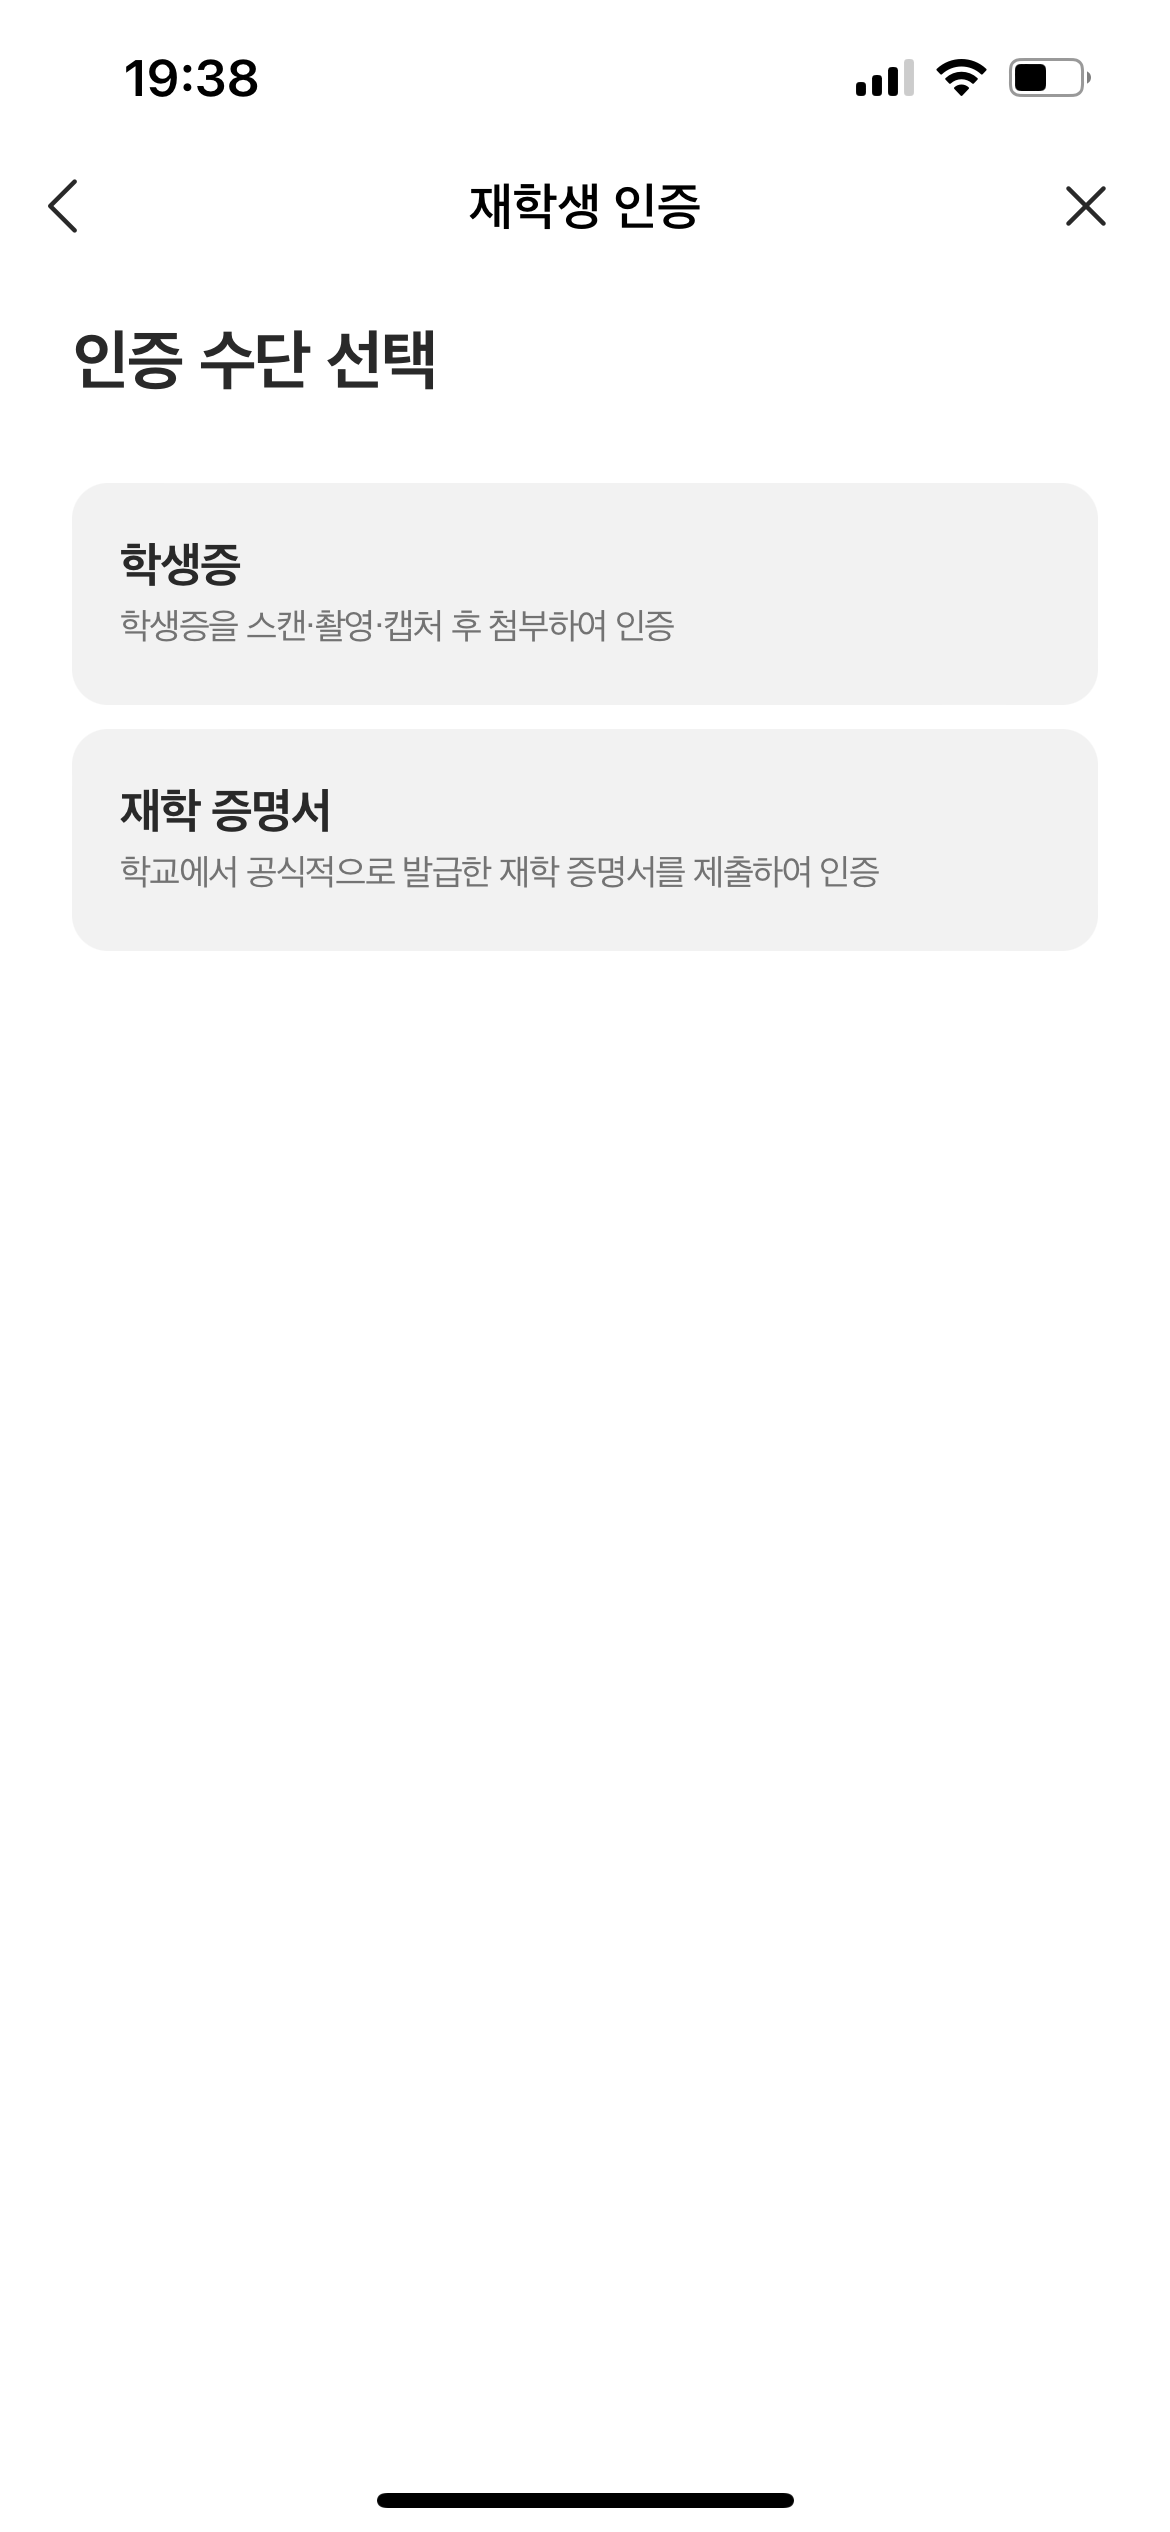 19:38
재학생 인증
인증 수단 선택
학생증
학생증을 스캔·촬영·캡처 후 첨부하여 인증
재학 증명서
학교에서 공식적으로 발급한 재학 증명서를 제출하여 인증